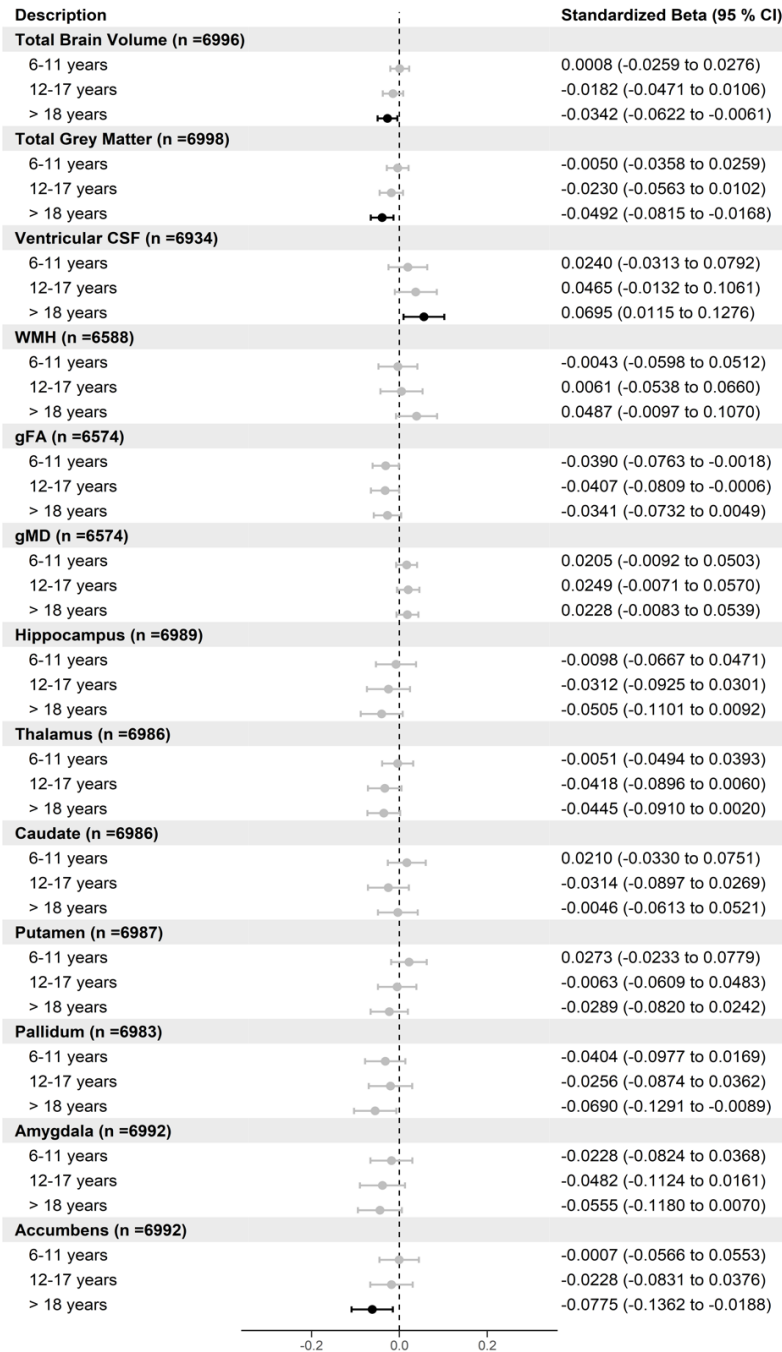 Description Standardized Beta (95 % CI)
Total Brain Volume (n =6996)
6-11 years 0.0008 (-0.0259 to 0.0276)
12-17 years -0.0182 (-0.0471 to 0.0106)
> 18 years -0.0342 (-0.0622 to -0.0061)
Total Grey Matter (n =6998)
6-11 years -0.0050 (-0.0358 to 0.0259)
12-17 years -0.0230 (-0.0563 to 0.0102)
> 18 years -0.0492 (-0.0815 to -0.0168)
Ventricular CSF (n =6934)
6-11 years 0.0240 (-0.0313 to 0.0792)
12-17 years 0.0465 (-0.0132 to 0.1061)
> 18 years 0.0695 (0.0115 to 0.1276)
WMH (n =6588)
6-11 years -0.0043 (-0.0598 to 0.0512)
12-17 years 0.0061 (-0.0538 to 0.0660)
> 18 years 0.0487 (-0.0097 to 0.1070)
gFA (n =6574)
6-11 years -0.0390 (-0.0763 to -0.0018)
12-17 years -0.0407 (-0.0809 to -0.0006)
> 18 years -0.0341 (-0.0732 to 0.0049)
gMD (n =6574)
6-11 years 0.0205 (-0.0092 to 0.0503)
12-17 years 0.0249 (-0.0071 to 0.0570)
> 18 years 0.0228 (-0.0083 to 0.0539)
Hippocampus (n =6989)
6-11 years -0.0098 (-0.0667 to 0.0471)
12-17 years -0.0312 (-0.0925 to 0.0301)
> 18 years -0.0505 (-0.1101 to 0.0092)
Thalamus (n =6986)
6-11 years -0.0051 (-0.0494 to 0.0393)
12-17 years -0.0418 (-0.0896 to 0.0060)
> 18 years -0.0445 (-0.0910 to 0.0020)
Caudate (n =6986)
6-11 years 0.0210 (-0.0330 to 0.0751)
12-17 years -0.0314 (-0.0897 to 0.0269)
> 18 years -0.0046 (-0.0613 to 0.0521)
Putamen (n =6987)
6-11 years 0.0273 (-0.0233 to 0.0779)
12-17 years -0.0063 (-0.0609 to 0.0483)
> 18 years -0.0289 (-0.0820 to 0.0242)
Pallidum (n =6983)
6-11 years -0.0404 (-0.0977 to 0.0169)
12-17 years -0.0256 (-0.0874 to 0.0362)
> 18 years -0.0690 (-0.1291 to -0.0089)
Amygdala (n =6992)
6-11 years -0.0228 (-0.0824 to 0.0368)
12-17 years -0.0482 (-0.1124 to 0.0161)
> 18 years -0.0555 (-0.1180 to 0.0070)
Accumbens (n =6992)
6-11 years -0.0007 (-0.0566 to 0.0553)
12-17 years -0.0228 (-0.0831 to 0.0376)
> 18 years -0.0775 (-0.1362 to -0.0188)
-0.2 0.0 0.2